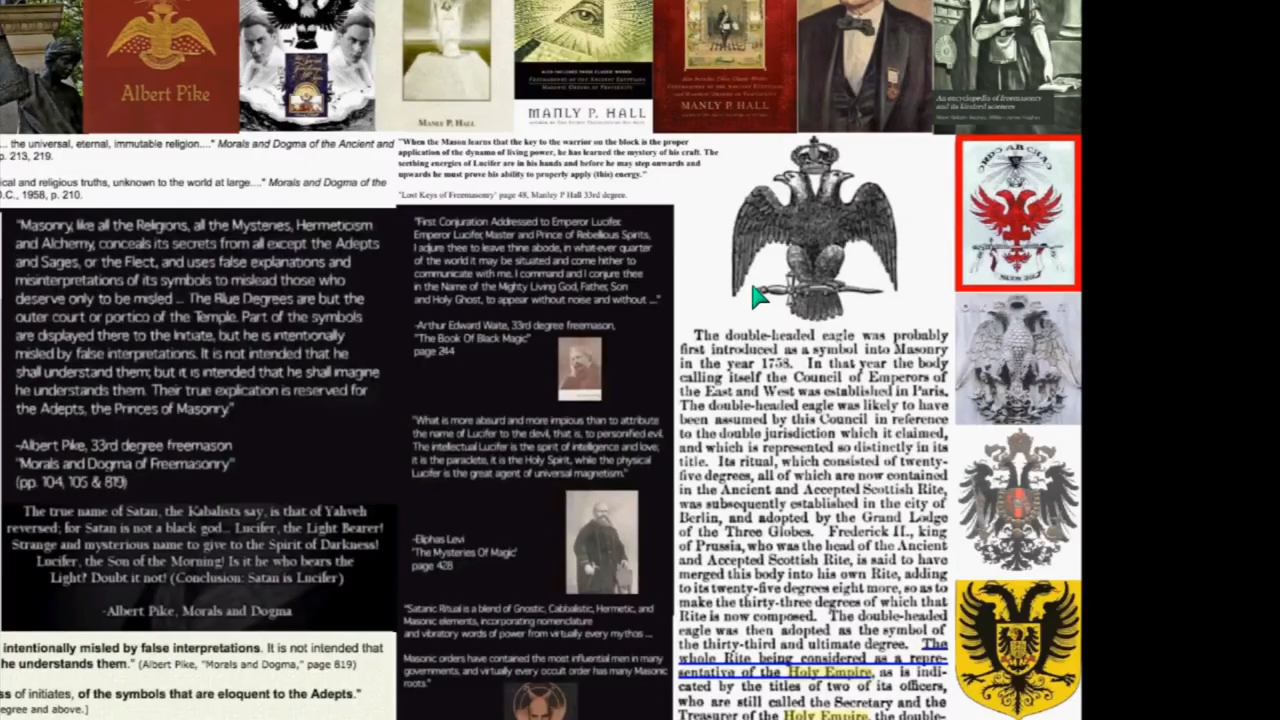 Albert Pike
MANLY P. HALL
ALSO INCLUDES THREE CLASSIC WORKS:
MANLY P. HALL
MANLY P. HALL
An encyclopedia of freemasonry
and its kindred sciences
... the universal, eternal, immutable religion...." Morals and Dogma of the Ancient and
p. 213, 219.
ical and religious truths, unknown to the world at large...." Morals and Dogma of the
D.C., 1958, p. 210.
"Masonry, like all the Religions, all the Mysteries, Hermeticism
and Alchemy, conceals its secrets from all except the Adepts
and Sages, or the Elect, and uses false explanations and
misinterpretations of its symbols to mislead those who
deserve only to be misled ... The Blue Degrees are but the
outer court or portico of the Temple. Part of the symbols
are displayed there to the Initiate, but he is intentionally
misled by false interpretations. It is not intended that he
shall understand them; but it is intended that he shall imagine
he understands them. Their true explication is reserved for
the Adepts, the Princes of Masonry."
-Albert Pike, 33rd degree freemason
"Morals and Dogma of Freemasonry"
(pp. 104, 105 & 819)
The true name of Satan, the Kabalists say, is that of Yahveh
reversed; for Satan is not a black god... Lucifer, the Light Bearer!
Strange and mysterious name to give to the Spirit of Darkness!
Lucifer, the Son of the Morning! Is it he who bears the
Light? Doubt it not! (Conclusion: Satan is Lucifer)
-Albert Pike, Morals and Dogma
intentionally misled by false interpretations. It is not intended that
he understands them." (Albert Pike, "Morals and Dogma," page 819)
ss of initiates, of the symbols that are eloquent to the Adepts."
egree and above.]
"When the Mason learns that the key to the warrior on the block is the proper
application of the dynamo of living power, he has learned the mystery of his craft. The
seething energies of Lucifer are in his hands and before he may step onwards and
upwards he must prove his ability to properly apply (this) energy."
"Lost Keys of Freemasonry' page 48, Manley P Hall 33rd degree.
"First Conjuration Addressed to Emperor Lucifer.
Emperor Lucifer, Master and Prince of Rebellious Spirits,
I adjure thee to leave thine abode, in what-ever quarter
of the world it may be situated and come hither to
communicate with me. I command and I conjure thee
in the Name of the Mighty Living God, Father, Son
and Holy Ghost, to appear without noise and without ..."
-Arthur Edward Waite, 33rd degree freemason,
"The Book Of Black Magic"
page 244
"What is more absurd and more impious than to attribute
the name of Lucifer to the devil, that is, to personified evil.
The intellectual Lucifer is the spirit of intelligence and love;
it is the paraclete, it is the Holy Spirit, while the physical
Lucifer is the great agent of universal magnetism."
-Eliphas Levi
"The Mysteries Of Magic"
page 428
"Satanic Ritual is a blend of Gnostic, Cabbalistic, Hermetic, and
Masonic elements, incorporating nomenclature
and vibratory words of power from virtually every mythos ...
Masonic orders have contained the most influential men in many
governments, and virtually every occult order has many Masonic
roots."
The double-headed eagle was probably
first introduced as a symbol into Masonry
in the year 1758. In that year the body
calling itself the Council of Emperors of
the East and West was established in Paris.
The double-headed eagle was likely to have
been assumed by this Council in reference
to the double jurisdiction which it claimed,
and which is represented so distinctly in its
title. Its ritual, which consisted of twenty-
five degrees, all of which are now contained
in the Ancient and Accepted Scottish Rite,
was subsequently established in the city of
Berlin, and adopted by the Grand Lodge
of the Three Globes. Frederick II., king
of Prussia, who was the head of the Ancient
and Accepted Scottish Rite, is said to have
merged this body into his own Rite, adding
to its twenty-five degrees eight more, so as to
make the thirty-three degrees of which that
Rite is now composed. The double-headed
eagle was then adopted as the symbol of
the thirty-third and ultimate degree. The
whole Rite being considered as a repre-
sentative of the Holy Empire, as is indi-
cated by the titles of two of its officers,
who are still called the Secretary and the
Treasurer of the Holy Empire, the double-
ORDO AB CHAO